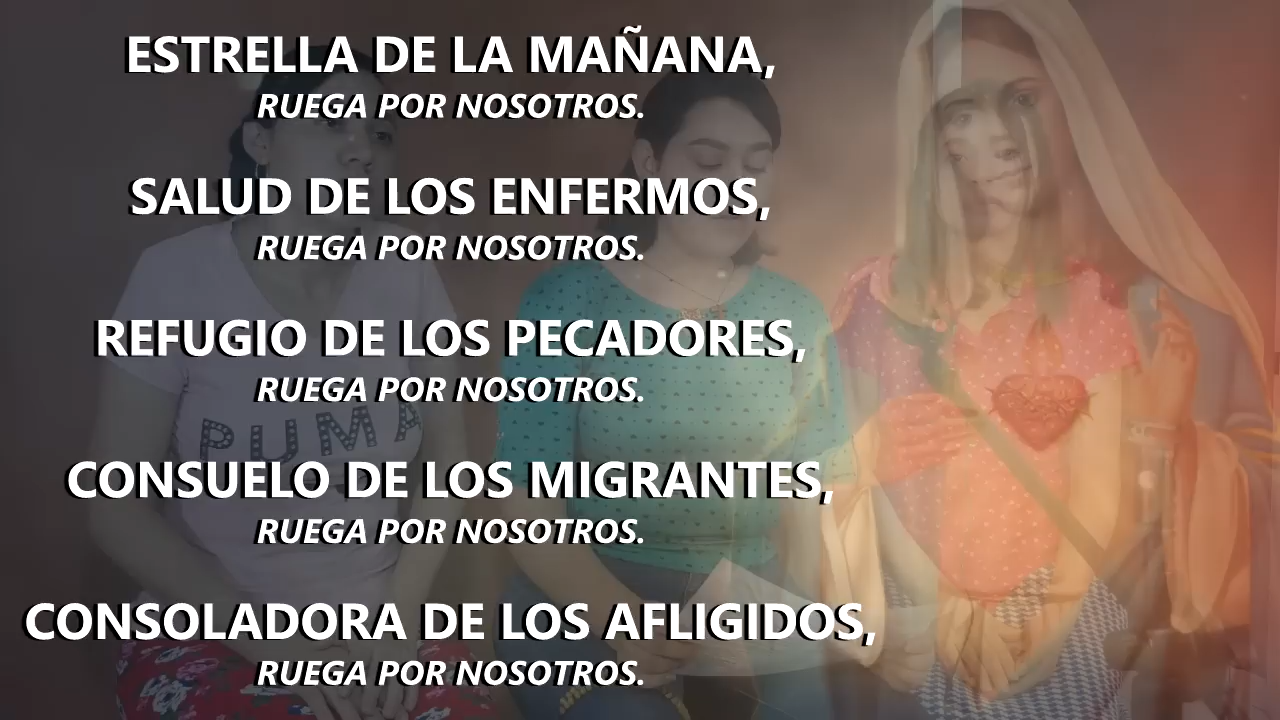 ESTRELLA DE LA MAÑANA,
RUEGA POR NOSOTROS.
SALUD DE LOS ENFERMOS,
RUEGA POR NOSOTROS.
REFUGIO DE LOS PECADORES,
RUEGA POR NOSOTROS.
PUMA
CONSUELO DE LOS MIGRANTES,
RUEGA POR NOSOTROS.
CONSOLADORA DE LOS AFLIGIDOS,
RUEGA POR NOSOTROS.